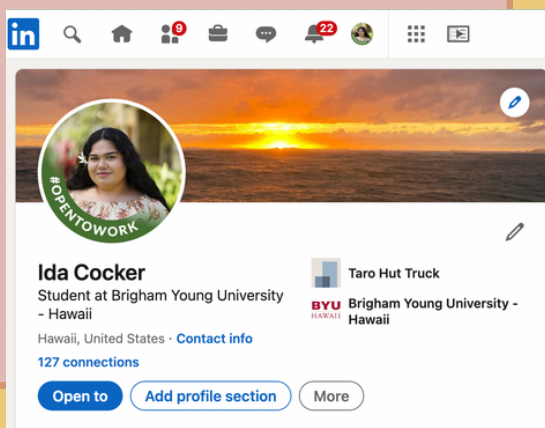 in
9
22
#OPENTOWORK
Ida Cocker
Student at Brigham Young University
- Hawaii
Hawaii, United States · Contact info
127 connections
Taro Hut Truck
BYU
HAWAII
Brigham Young University -
Hawaii
Open to
Add profile section
More